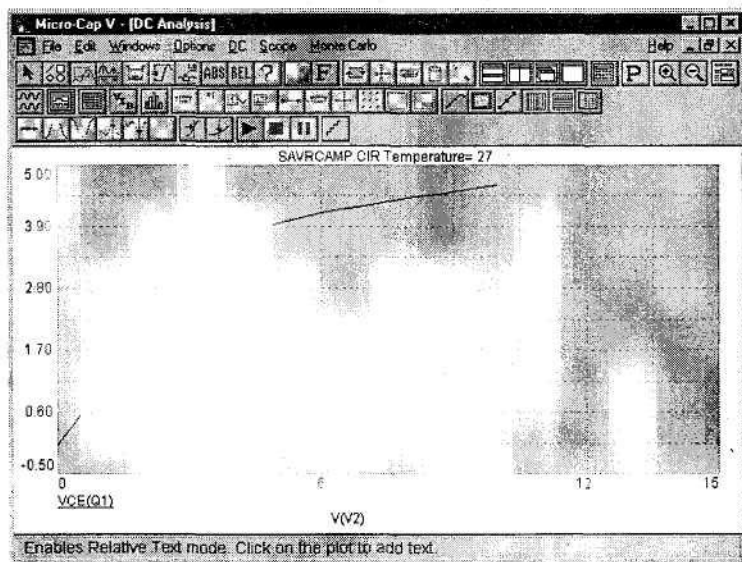 Micro-Cap V - [DC Analysis]
File Edit Windows Options DC Scope Monte Carlo Help
ABS REL ? F P
SAVRCAMP.CIR Temperature= 27
5.00
3.90
2.80
1.70
0.60
-0.50
0 6 12 15
VCE(Q1)
V(V2)
Enables Relative Text mode. Click on the plot to add text.